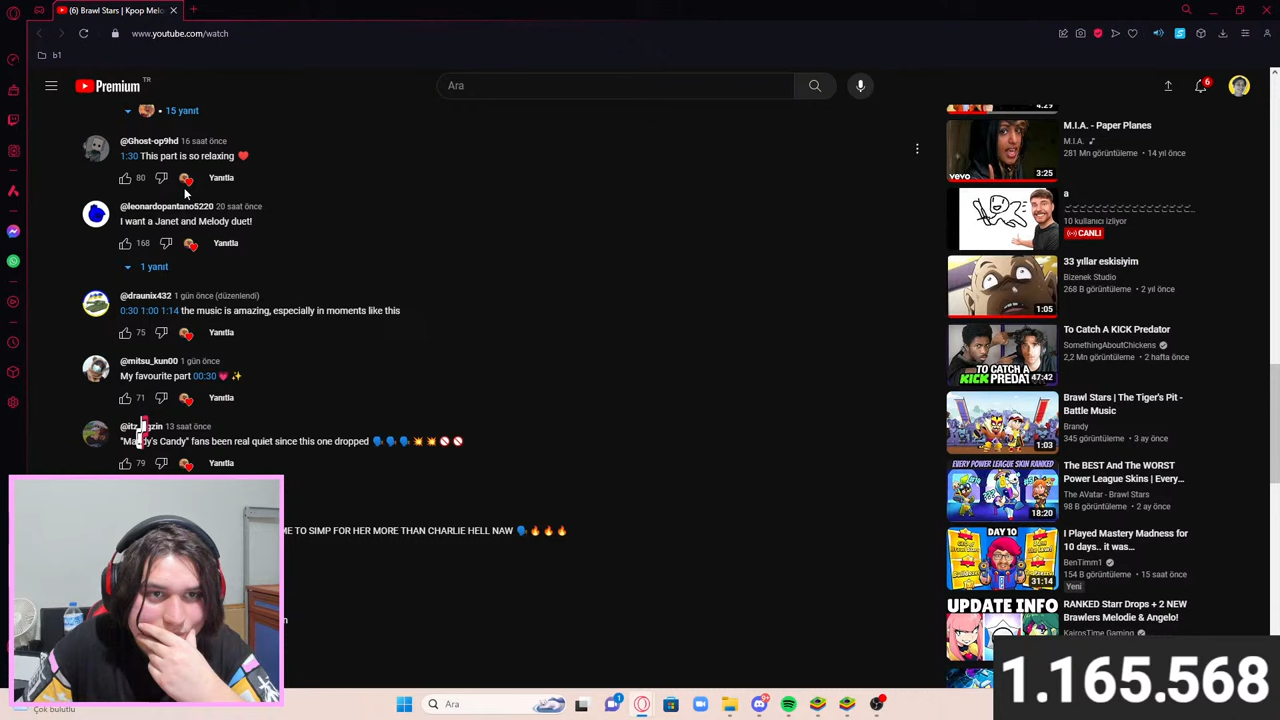 (6) Brawl Stars | Kpop Melo
www.youtube.com/watch
b1
Premium TR
Ara
6
15 yanıt
@Ghost-op9hd 16 saat önce
1:30 This part is so relaxing ❤️
80 Yanıtla
@leonardopantano5220 20 saat önce
I want a Janet and Melody duet!
168 Yanıtla
1 yanıt
@draunix432 1 gün önce (düzenlendi)
0:30 1:00 1:14 the music is amazing, especially in moments like this
75 Yanıtla
@mitsu_kun00 1 gün önce
My favourite part 00:30 💗 ✨
71 Yanıtla
13 saat önce
Candy" fans been real quiet since this one dropped 🗣️ 🗣️ 🗣️ 💥 💥 🚫 🚫
79 Yanıtla
ME TO SIMP FOR HER MORE THAN CHARLIE HELL NAW 🗣️ 🔥 🔥 🔥
4:29
M.I.A. - Paper Planes
M.I.A.
281 Mn görüntüleme • 14 yıl önce
vevo
3:25
a
10 kullanıcı izliyor
CANLI
33 yıllar eskisiyim
Bizenek Studio
268 B görüntüleme • 2 yıl önce
1:05
To Catch A KICK Predator
SomethingAboutChickens
2,2 Mn görüntüleme • 2 hafta önce
TO CATCH A
KICK PREDATOR
47:42
Brawl Stars | The Tiger's Pit -
Battle Music
Brandy
345 görüntüleme • 2 ay önce
1:03
EVERY POWER LEAGUE SKIN RANKED
The BEST And The WORST
Power League Skins | Every...
The AVatar - Brawl Stars
98 B görüntüleme • 2 ay önce
18:20
DAY 10
I Played Mastery Madness for
10 days.. it was...
BenTimm1
154 B görüntüleme • 15 saat önce
Yeni
31:14
UPDATE INFO
RANKED Starr Drops + 2 NEW
Brawlers Melodie & Angelo!
KairosTime Gaming
1.165.568
Çok bulutlu
Ara
1